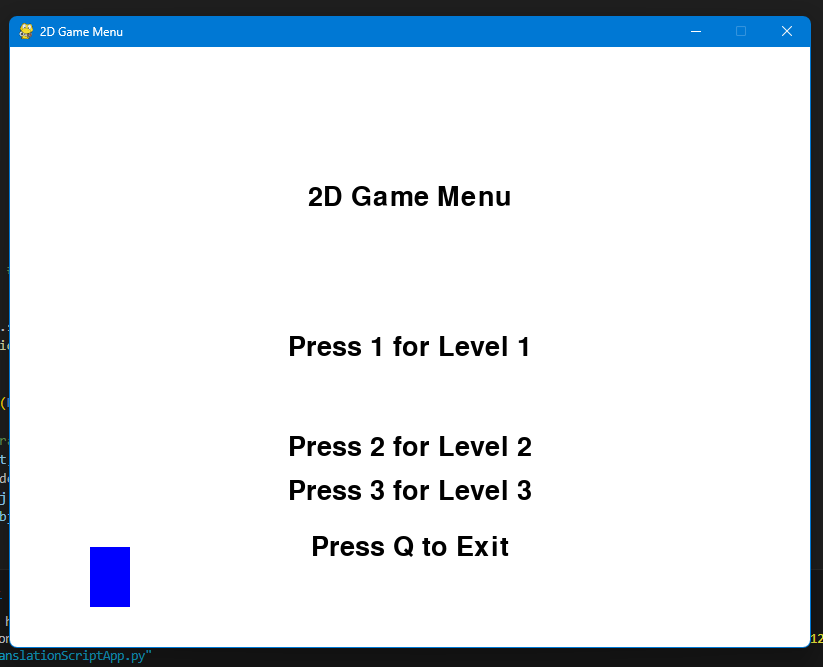 2D Game Menu
2D Game Menu
Press 1 for Level 1
Press 2 for Level 2
Press 3 for Level 3
Press Q to Exit
12
anslationScriptApp.py"